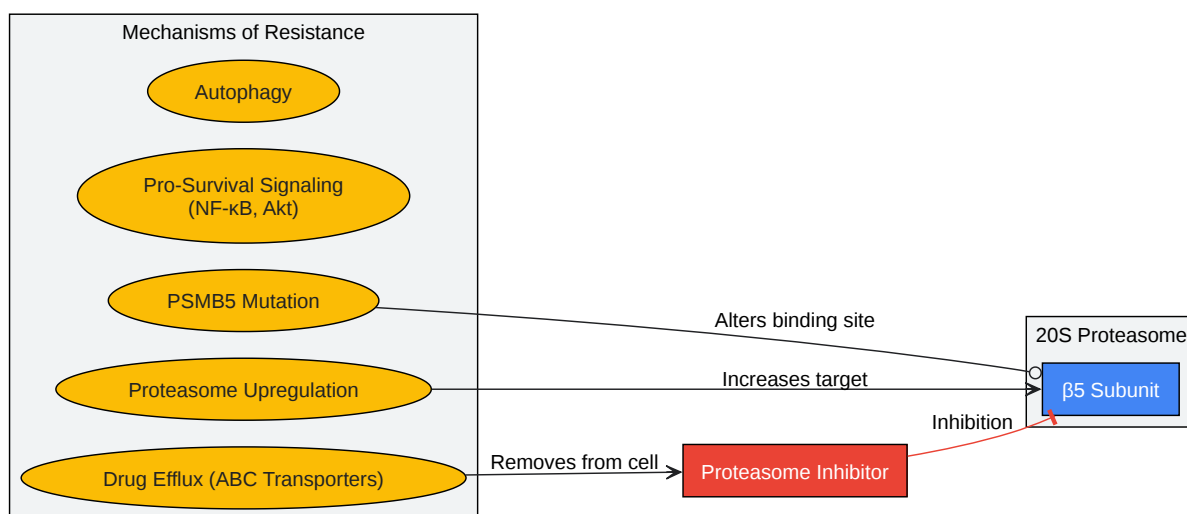 Mechanisms of Resistance
Autophagy
Pro-Survival Signaling
(NF-κB, Akt)
PSMB5 Mutation
Alters binding site
20S Proteasome
Proteasome Upregulation
Increases target
β5 Subunit
Inhibition
Drug Efflux (ABC Transporters)
Removes from cell
Proteasome Inhibitor